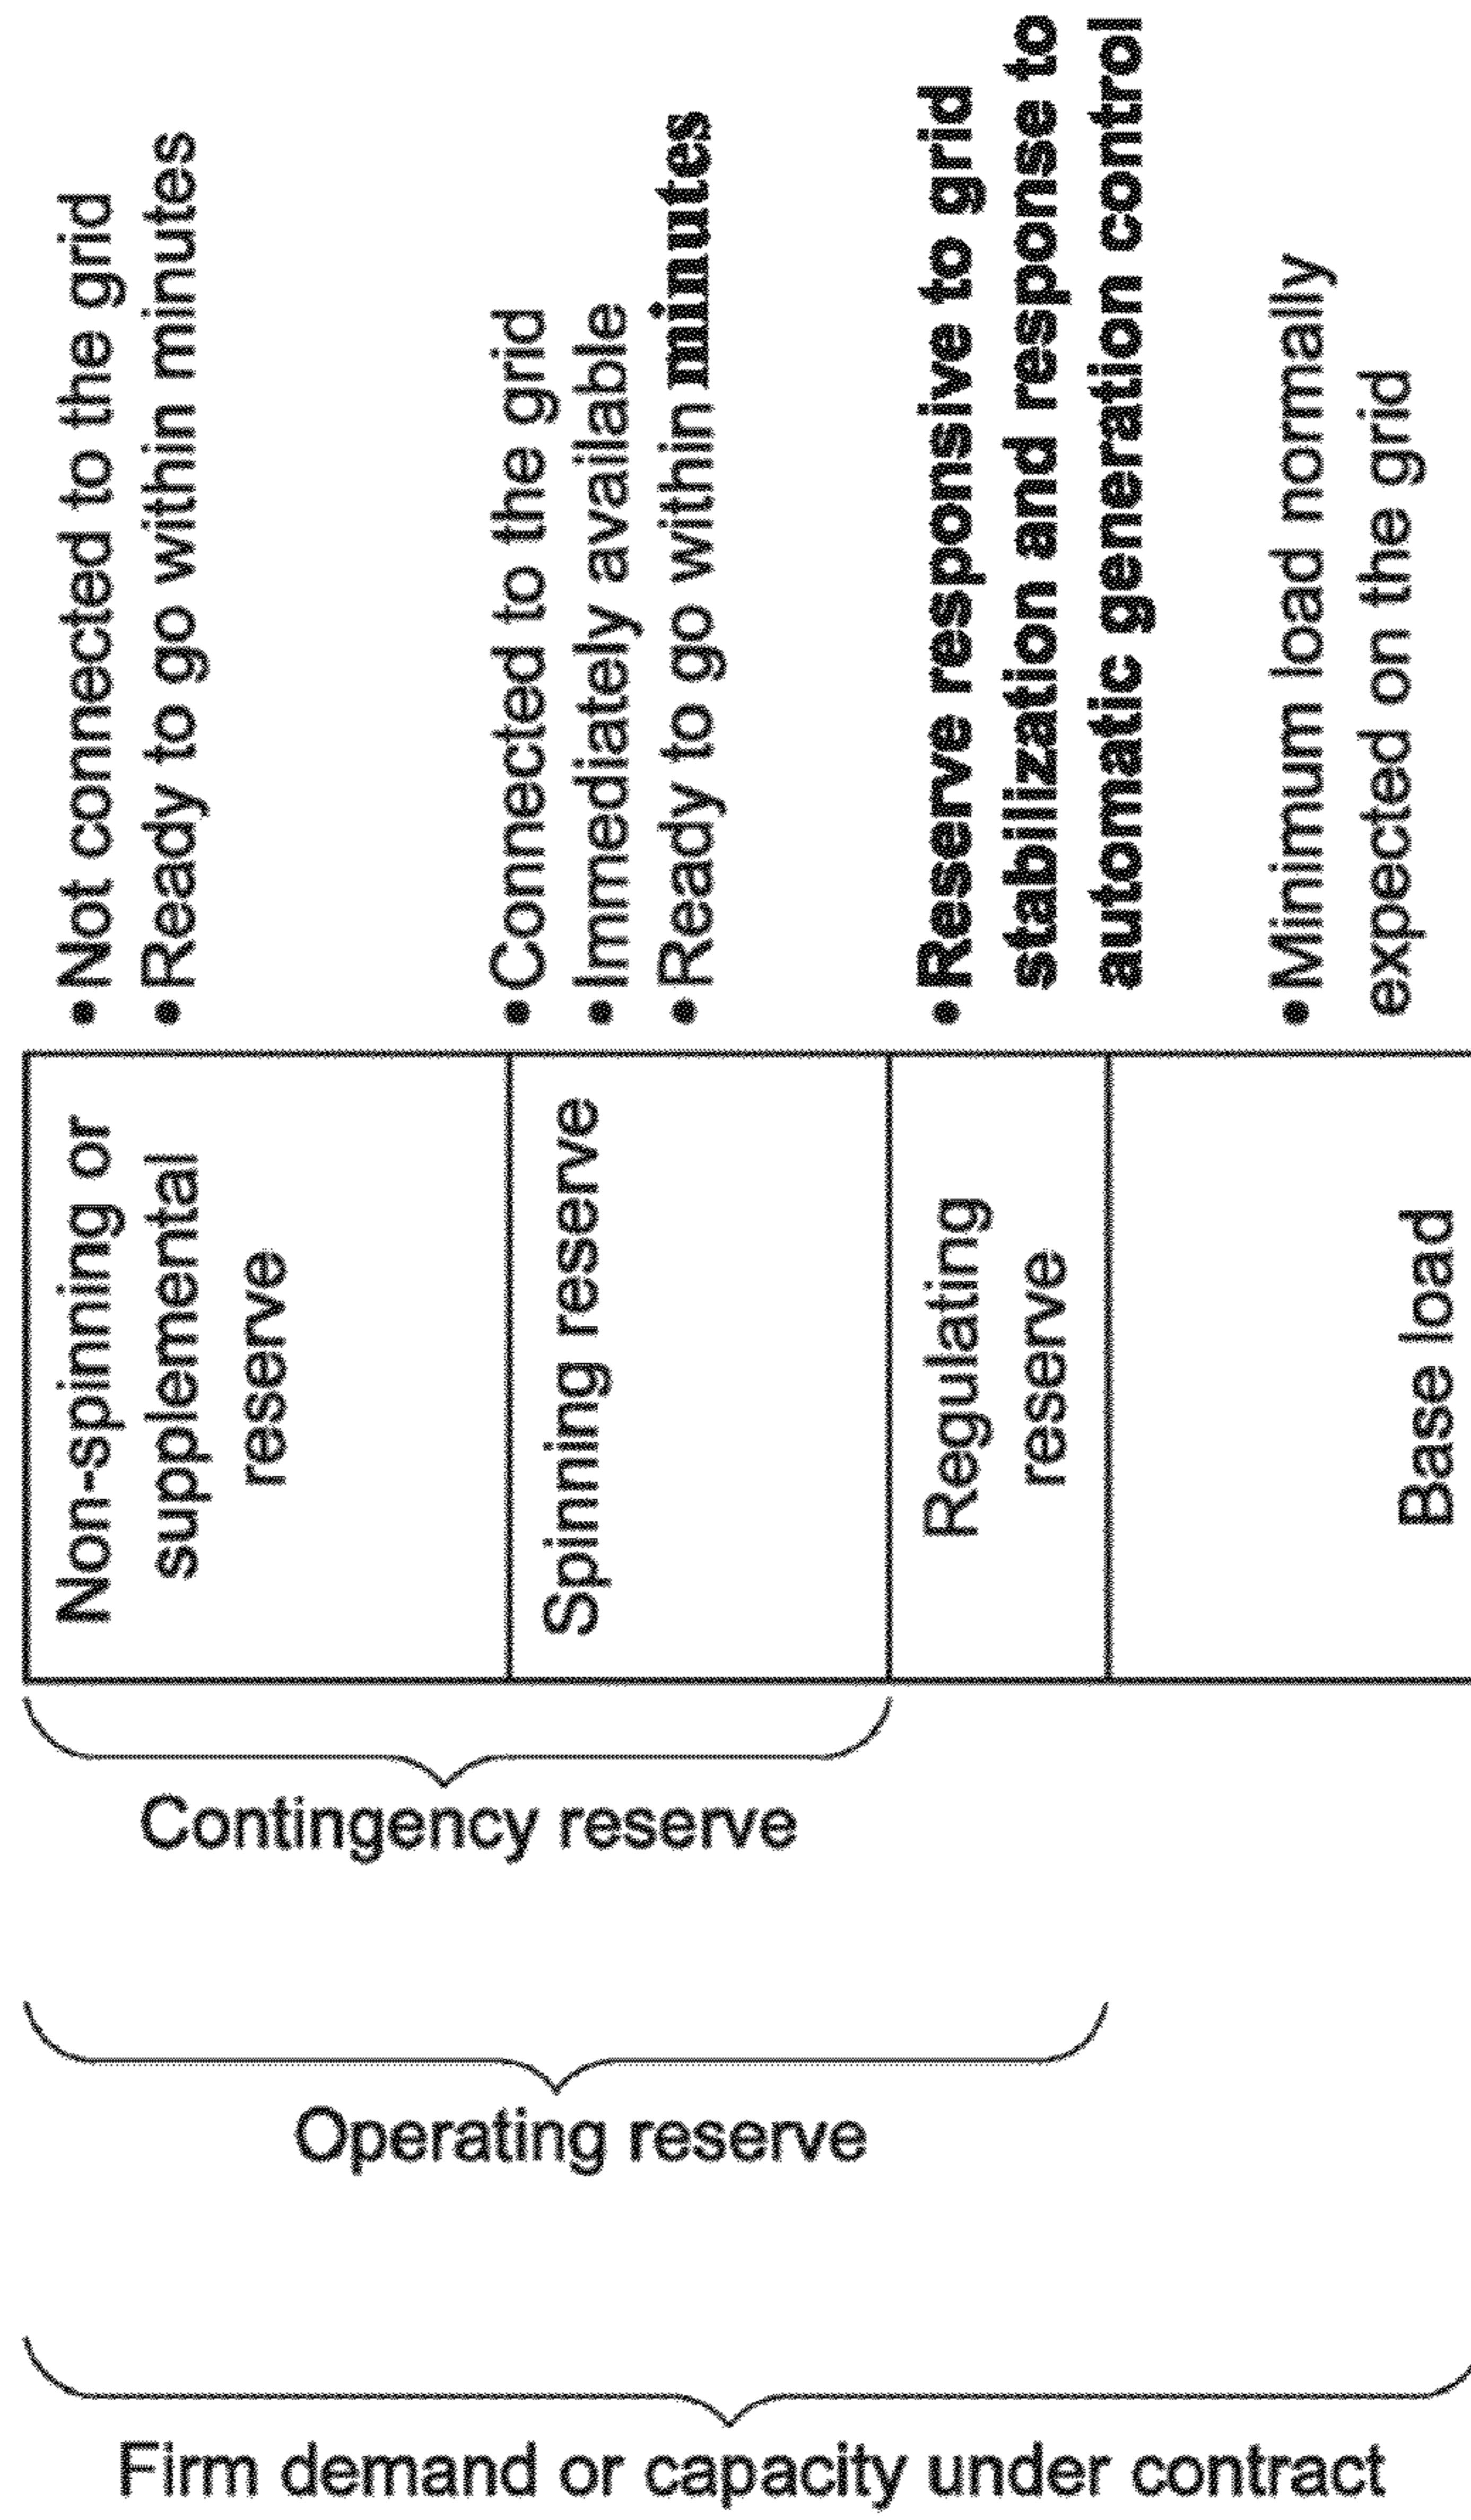 Non-spinning or
supplemental
reserve
•Not connected to the grid
•Ready to go within minutes
Spinning reserve
•Connected to the grid
•Immediately available
•Ready to go within minutes
Regulating
reserve
•Reserve responsive to grid
stabilization and response to
automatic generation control
Base load
•Minimum load normally
expected on the grid
Contingency reserve
Operating reserve
Firm demand or capacity under contract